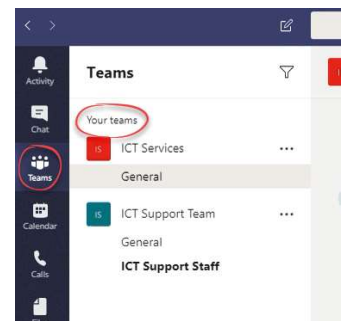 Activity
Teams
Your teams
Chat
IS ICT Services ...
General
Teams
IS ICT Support Team ...
Calendar
General
ICT Support Staff
Calls